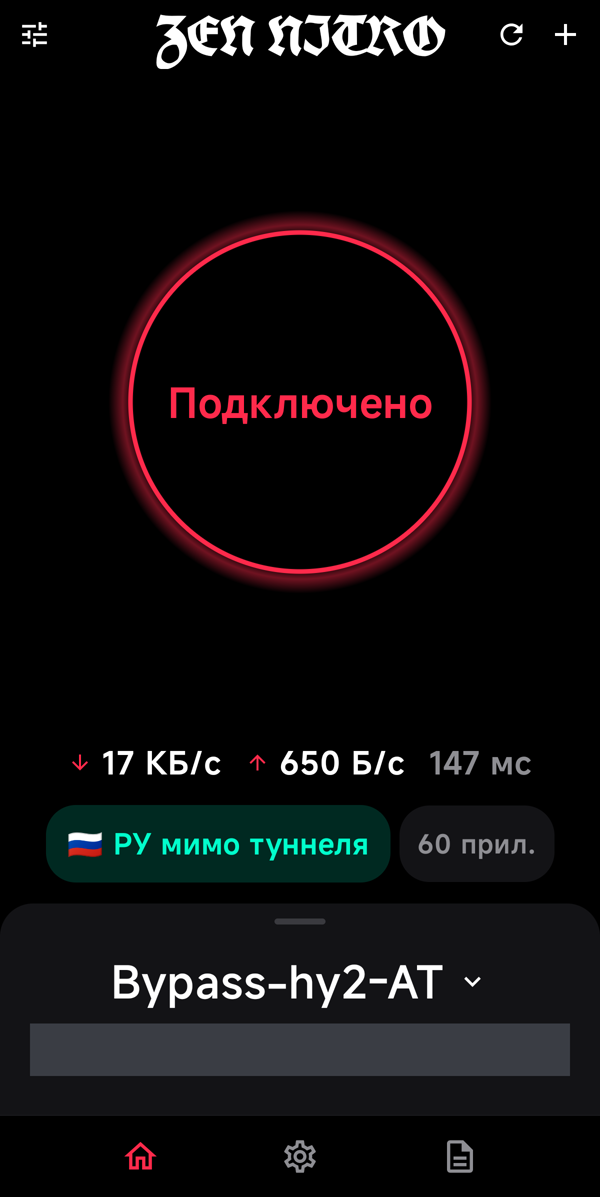 ZEN NITRO
Подключено
↓ 17 КБ/с ↑ 650 Б/с 147 мс
🇷🇺 РУ мимо туннеля
60 прил.
Bypass-hy2-AT